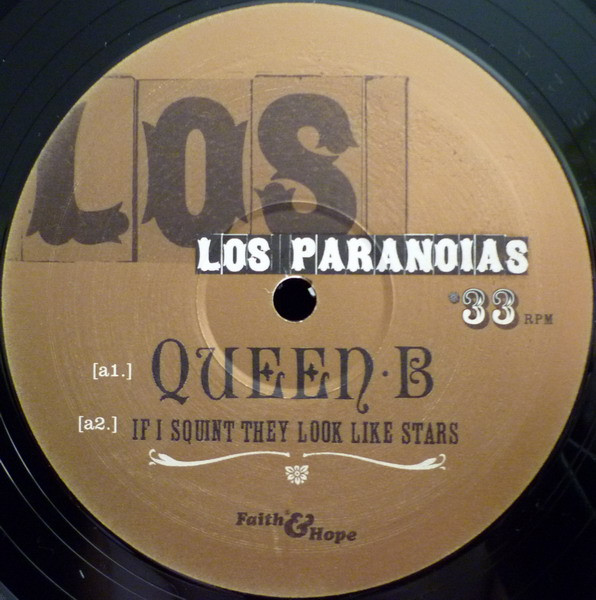 LOS
LOS PARANOIAS
33 RPM
[a1.] QUEEN·B
[a2.] IF I SQUINT THEY LOOK LIKE STARS
Faith & Hope